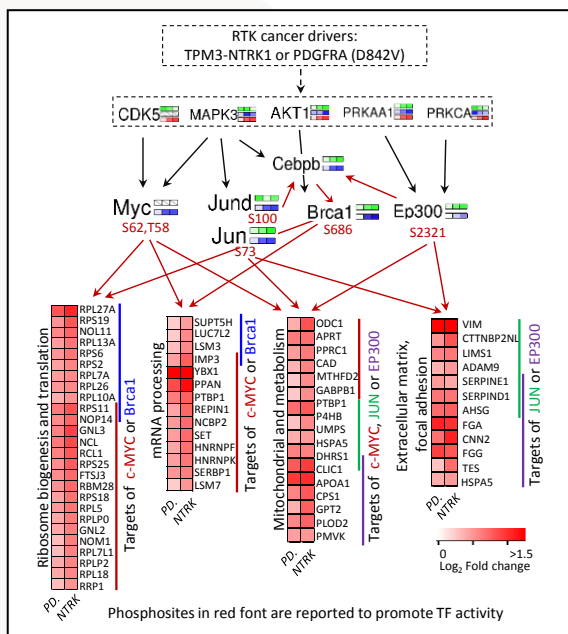 RTK cancer drivers:
TPM3-NTRK1 or PDGFRA (D842V)
CDK5
MAPK3
AKT1
PRKAA1
PRKCA
Cebpb
Myc
S62,T58
Jund
S100
Jun
S73
Brca1
S686
Ep300
S2321
Ribosome biogenesis and translation
RPL27A
RPS19
NOL11
RPL13A
RPS6
RPS2
RPL7A
RPL26
RPL10A
RPS11
NOP14
GNL3
NCL
RCL1
RPS25
FTSJ3
RBM28
RPS18
RPL5
RPLP0
GNL2
NOM1
RPL7L1
RPLP2
RPL18
RRP1
PD.
NTRK
Targets of c-MYC or Brca1
mRNA processing
SUPT5H
LUC7L2
LSM3
IMP3
YBX1
PPAN
PTBP1
REPIN1
NCBP2
SET
HNRNPF
HNRNPK
SERBP1
LSM7
PD.
NTRK
Targets of c-MYC or Brca1
Mitochondrial and metabolism
ODC1
APRT
PPRC1
CAD
MTHFD2
GABPB1
PTBP1
P4HB
UMPS
HSPA5
DHRS1
CLIC1
APOA1
CPS1
GPT2
PLOD2
PMVK
PD.
NTRK
Targets of c-MYC, JUN or EP300
Extracellular matrix,
focal adhesion
VIM
CTTNBP2NL
LIMS1
ADAM9
SERPINE1
SERPIND1
AHSG
FGA
CNN2
FGG
TES
HSPA5
PD.
NTRK
Targets of JUN or EP300
0 >1.5
Log2 Fold change
Phosphosites in red font are reported to promote TF activity